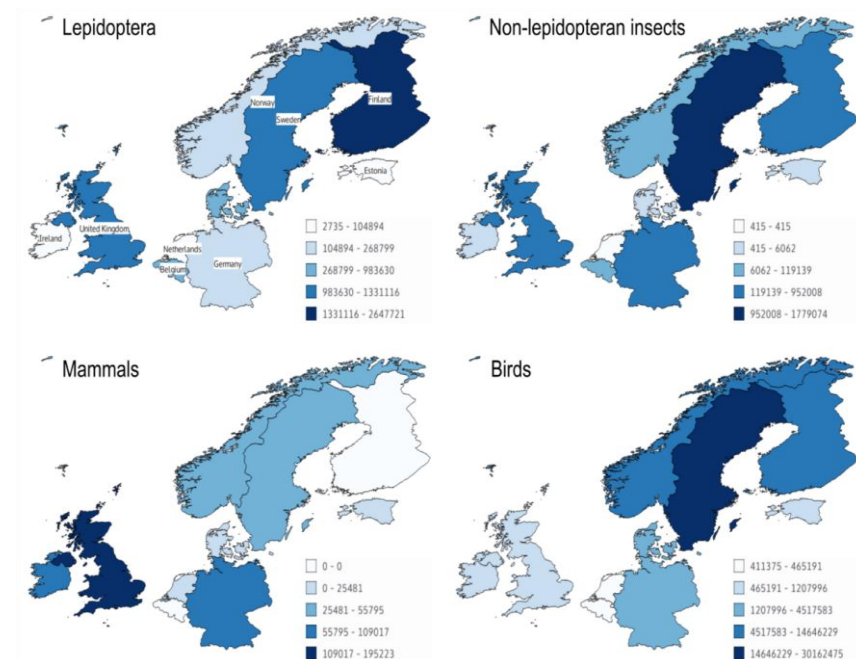 Lepidoptera
Norway
Sweden
Finland
Estonia
Ireland
United Kingdom
Netherlands
Belgium
Germany
2735 - 104894
104894 - 268799
268799 - 983630
983630 - 1331116
1331116 - 2647721
Non-lepidopteran insects
415 - 415
415 - 6062
6062 - 119139
119139 - 952008
952008 - 1779074
Mammals
0 - 0
0 - 25481
25481 - 55795
55795 - 109017
109017 - 195223
Birds
411375 - 465191
465191 - 1207996
1207996 - 4517583
4517583 - 14646229
14646229 - 30162475